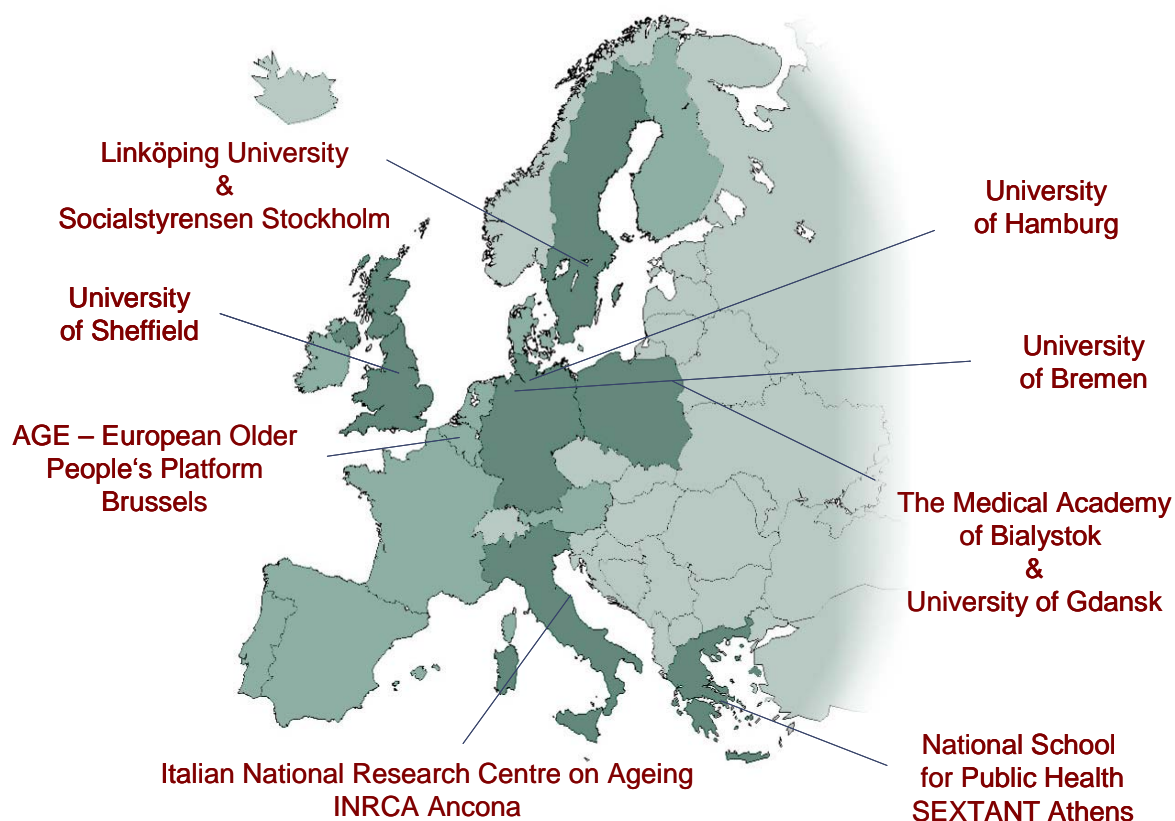 Linköping University
&
Socialstyrensen Stockholm
University
of Hamburg
University
of Sheffield
University
of Bremen
AGE – European Older
People‘s Platform
Brussels
The Medical Academy
of Bialystok
&
University of Gdansk
Italian National Research Centre on Ageing
INRCA Ancona
National School
for Public Health
SEXTANT Athens